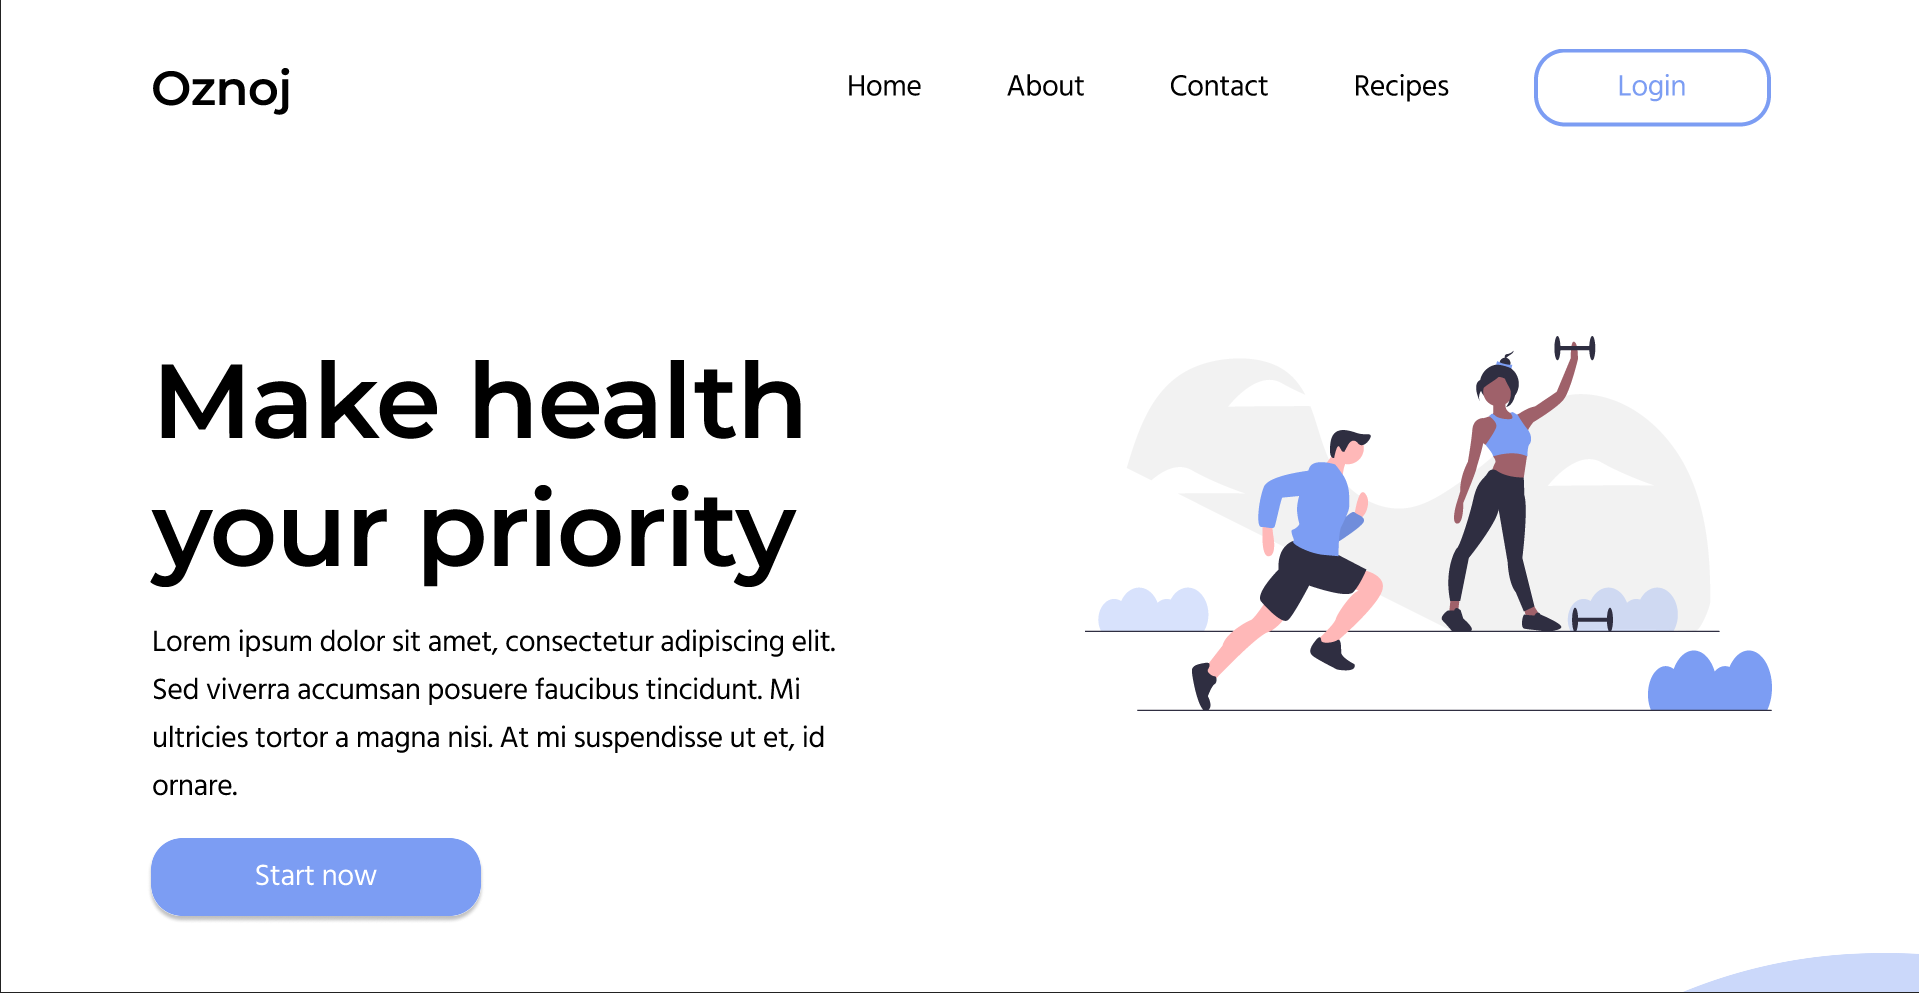 Oznoj
Home About Contact Recipes Login
Make health
your priority
Lorem ipsum dolor sit amet, consectetur adipiscing elit.
Sed viverra accumsan posuere faucibus tincidunt. Mi
ultricies tortor a magna nisi. At mi suspendisse ut et, id
ornare.
Start now